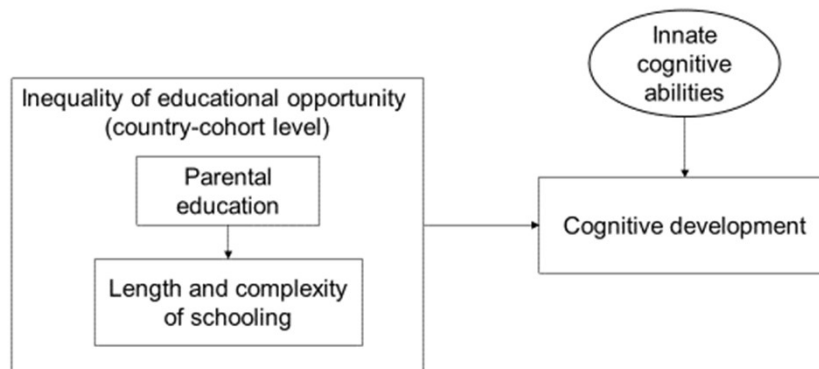 Innate
cognitive
abilities
Inequality of educational opportunity
(country-cohort level)
Parental
education
Cognitive development
Length and complexity
of schooling